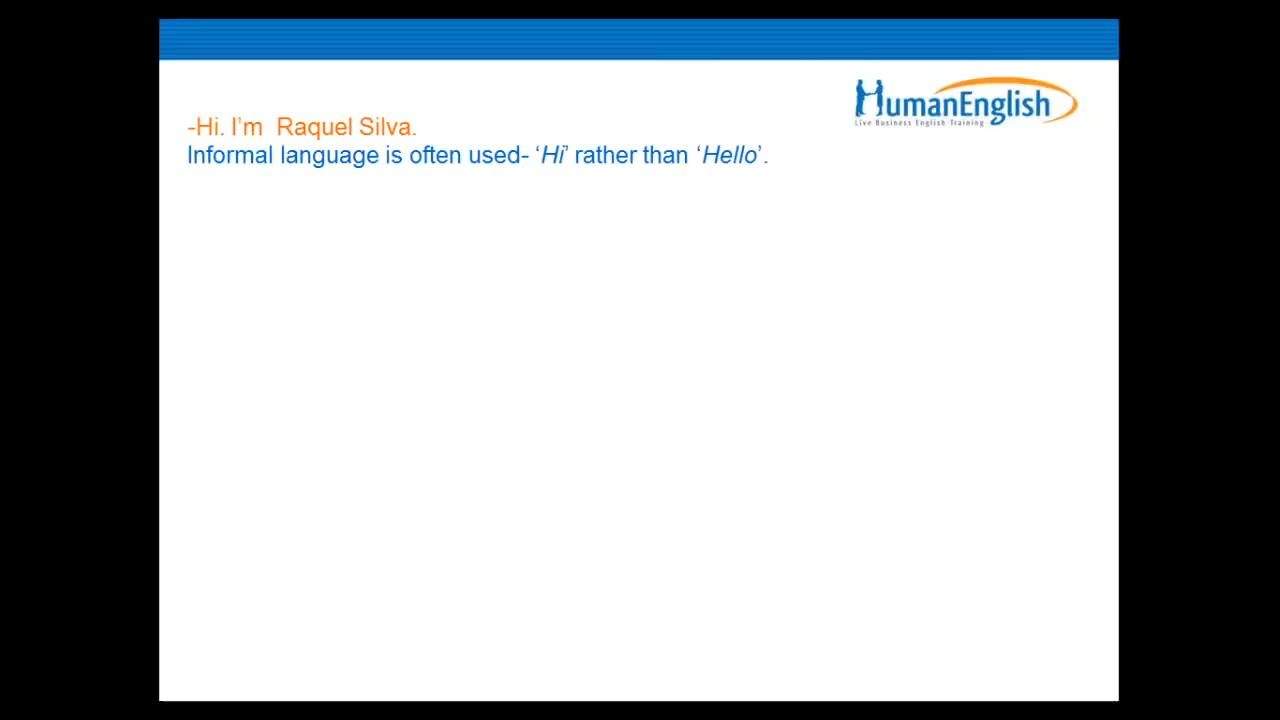 HumanEnglish
Live Business English Training
-Hi. I’m  Raquel Silva.
Informal language is often used- ‘Hi’ rather than ‘Hello’.